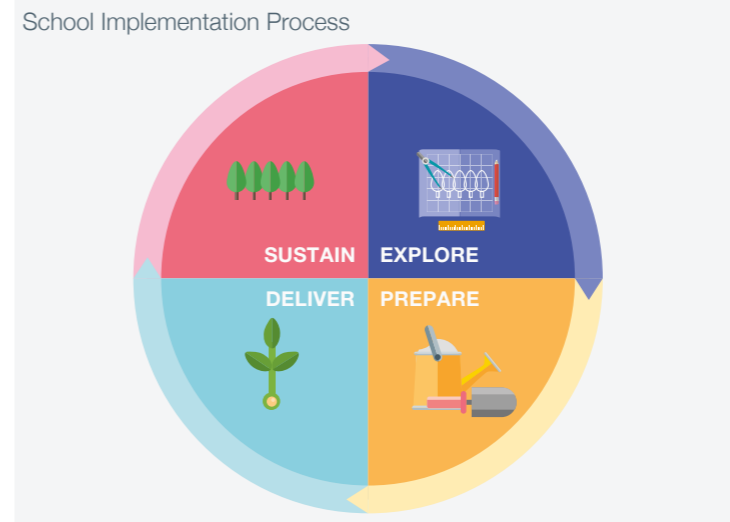 School Implementation Process
SUSTAIN
EXPLORE
DELIVER
PREPARE